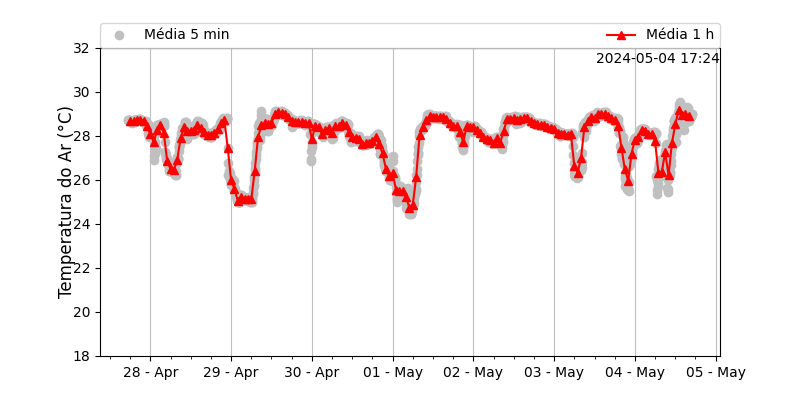 Média 5 min
Média 1 h
2024-05-04 17:24
Temperatura do Ar (°C)
32
30
28
26
24
22
20
18
28 - Apr
29 - Apr
30 - Apr
01 - May
02 - May
03 - May
04 - May
05 - May